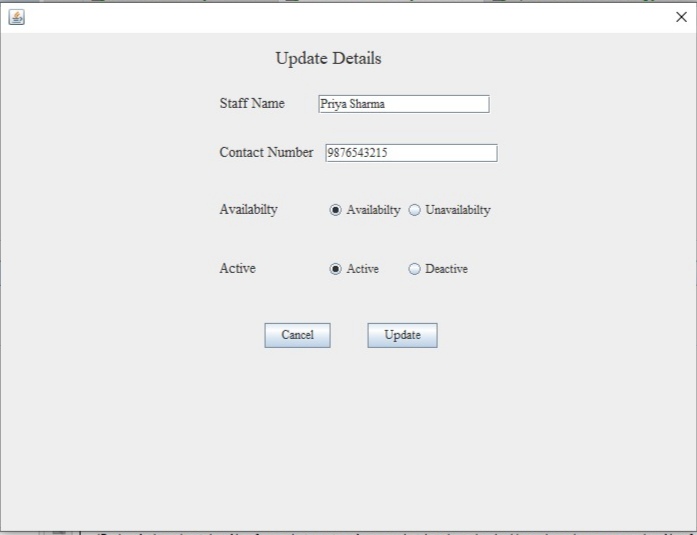 Update Details
Staff Name Priya Sharma
Contact Number 9876543215
Availabilty Availabilty Unavailabilty
Active Active Deactive
Cancel Update